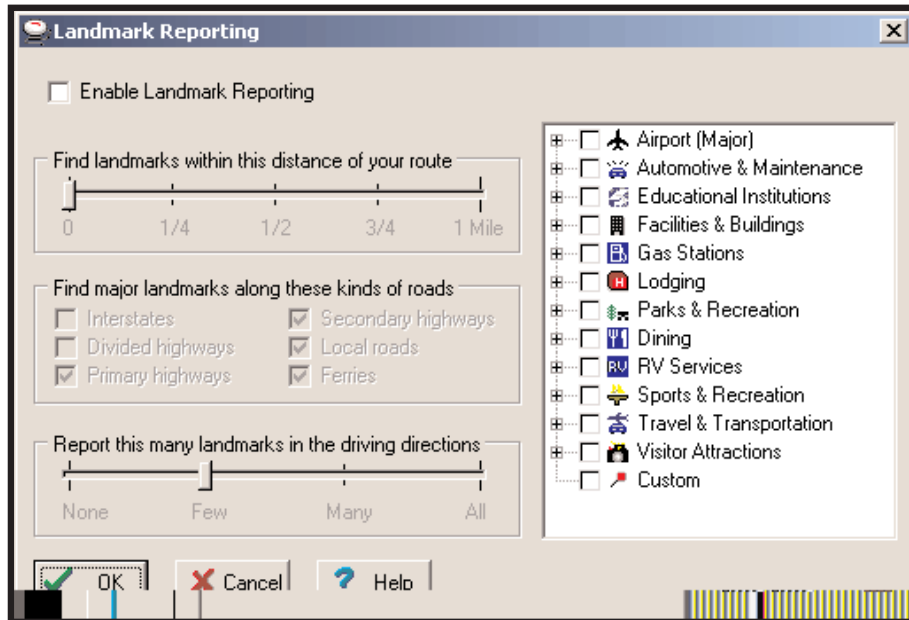 Landmark Reporting
Enable Landmark Reporting
Find landmarks within this distance of your route
0 1/4 1/2 3/4 1 Mile
Find major landmarks along these kinds of roads
Interstates Secondary highways
Divided highways Local roads
Primary highways Ferries
Report this many landmarks in the driving directions
None Few Many All
OK Cancel Help
Airport (Major)
Automotive & Maintenance
Educational Institutions
Facilities & Buildings
Gas Stations
H Lodging
Parks & Recreation
Dining
RV RV Services
Sports & Recreation
Travel & Transportation
Visitor Attractions
Custom